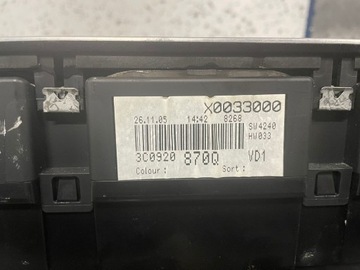 X0033000
26.11.05 14:42 8268
SW4240
HW033
3C0920 870Q VD1
Colour: Sort: